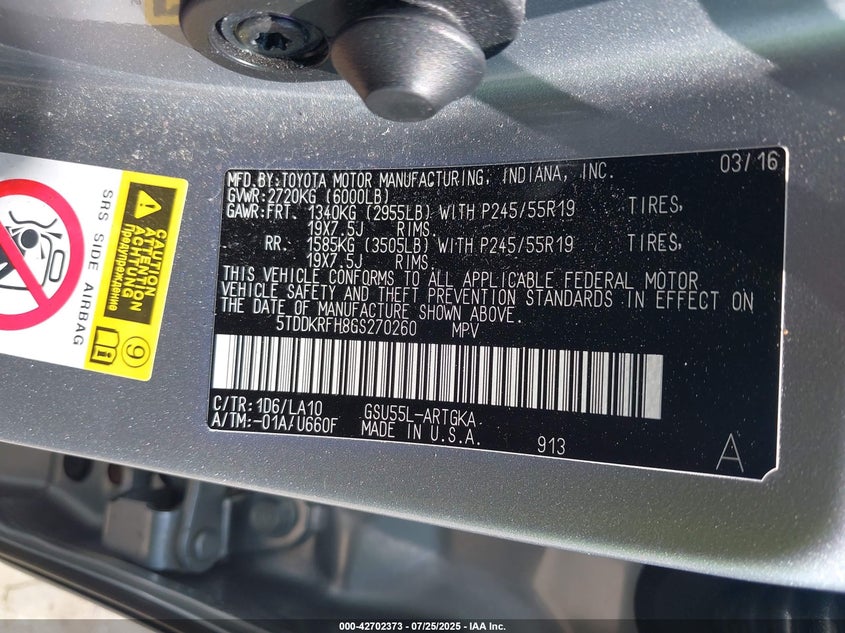 MFD.BY:TOYOTA MOTOR MANUFACTURING, INDIANA, INC. 03/16
GVWR:2720KG (6000LB)
GAWR:FRT. 1340KG (2955LB) WITH P245/55R19 TIRES,
19X7.5J RIMS.
RR. 1585KG (3505LB) WITH P245/55R19 TIRES,
19X7.5J RIMS.
THIS VEHICLE CONFORMS TO ALL APPLICABLE FEDERAL MOTOR
VEHICLE SAFETY AND THEFT PREVENTION STANDARDS IN EFFECT ON
THE DATE OF MANUFACTURE SHOWN ABOVE.
5TDDKRFH8GS270260 MPV
C/TR:1D6/LA10 GSU55L-ARTGKA
A/TM:-01A/U660F MADE IN U.S.A. 913 A
SRS SIDE AIRBAG
CAUTION
ACHTUNG
ATTENTION
Предупреждение
9
000-42702373 - 07/25/2025 - IAA Inc.